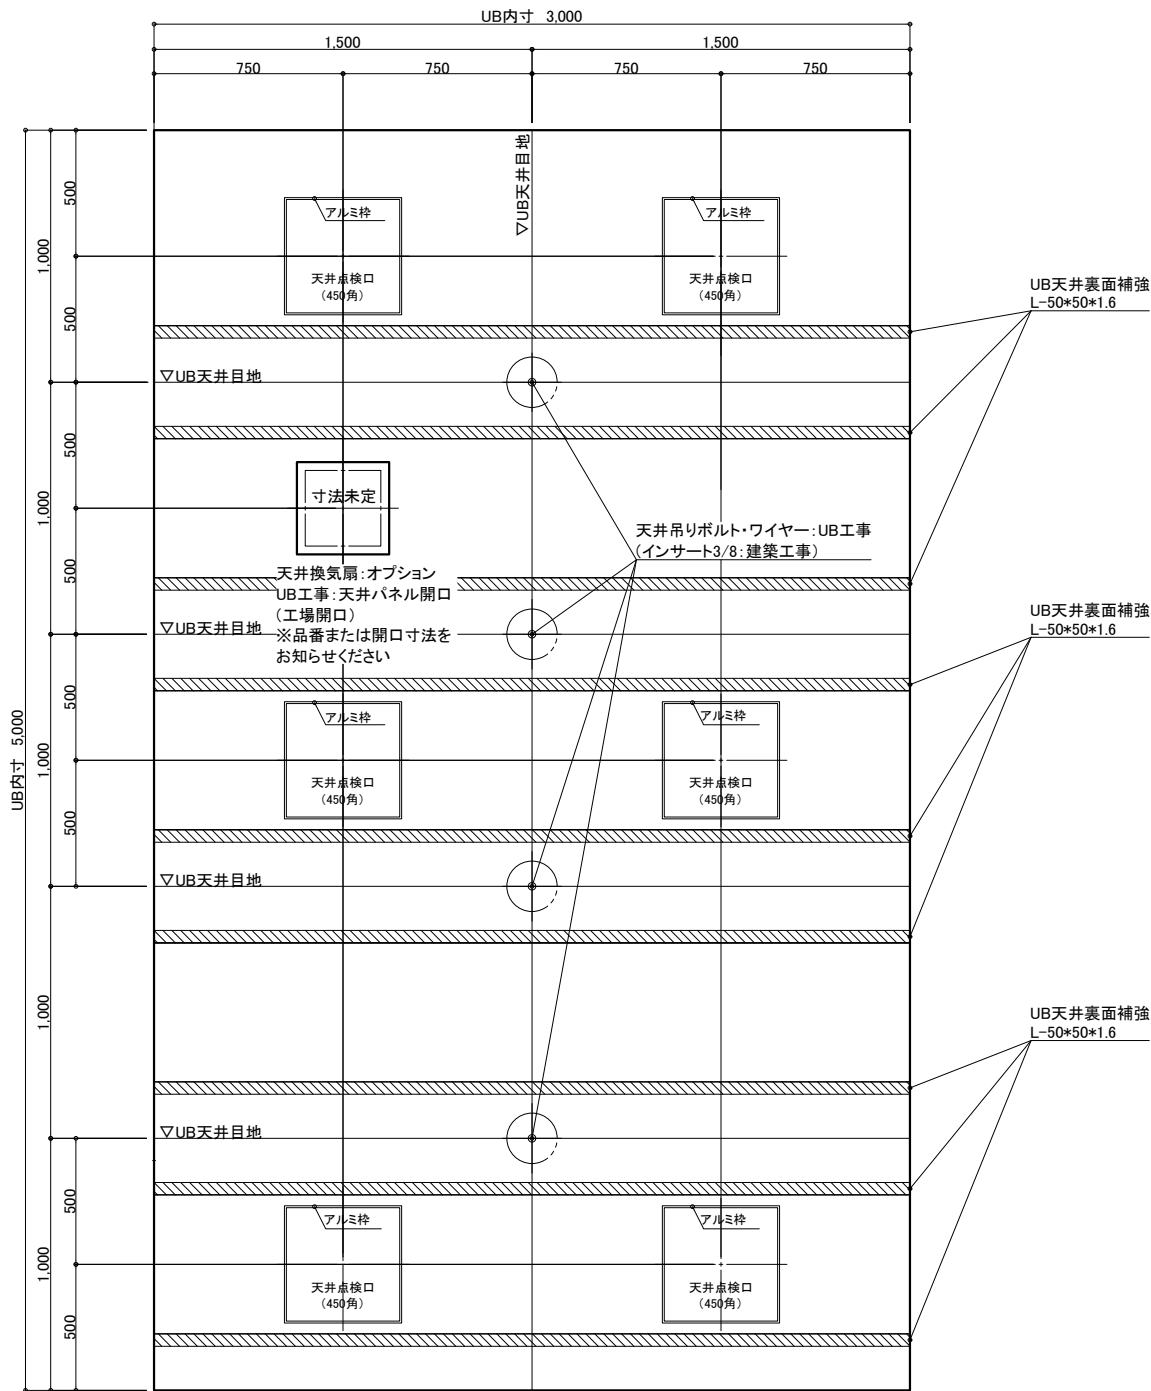 UB内寸 3,000
1,500
1,500
750
750
750
750
▽UB天井目地
500
アルミ枠
アルミ枠
1,000
天井点検口
(450角)
天井点検口
(450角)
UB天井裏面補強
L-50*50*1.6
500
▽UB天井目地
500
寸法未定
1,000
天井吊りボルト・ワイヤー:UB工事
(インサート3/8:建築工事)
500
天井換気扇:オプション
UB工事:天井パネル開口
(工場開口)
※品番または開口寸法を
お知らせください
▽UB天井目地
UB天井裏面補強
L-50*50*1.6
500
アルミ枠
アルミ枠
UB内寸 5,000
1,000
天井点検口
(450角)
天井点検口
(450角)
500
▽UB天井目地
1,000
UB天井裏面補強
L-50*50*1.6
▽UB天井目地
500
アルミ枠
アルミ枠
1,000
天井点検口
(450角)
天井点検口
(450角)
500